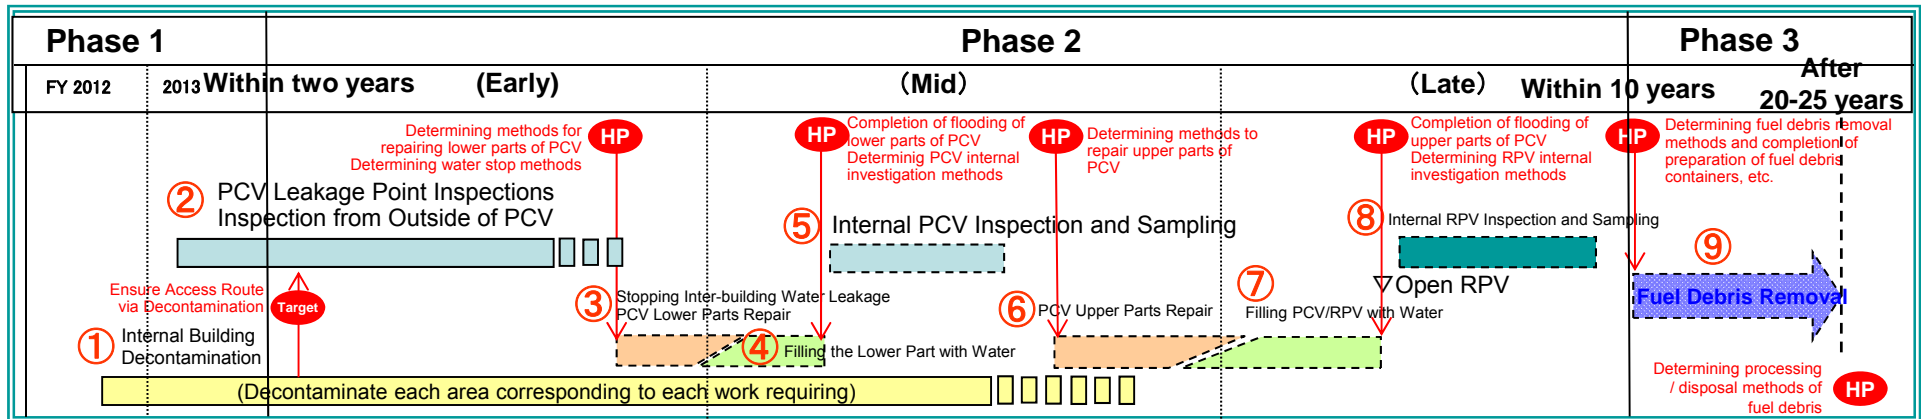 Phase 1
Phase 2
Phase 3
FY 2012
2013
Within two years
(Early)
(Mid)
(Late)
Within 10 years
After
20-25 years
Determining methods for
repairing lower parts of PCV
Determining water stop methods
HP
HP
Completion of flooding of
lower parts of PCV
Determining PCV internal
investigation methods
HP
Determining methods to
repair upper parts of
PCV
HP
Completion of flooding of
upper parts of PCV
Determining RPV internal
investigation methods
HP
Determining fuel debris removal
methods and completion of
preparation of fuel debris
containers, etc.
② PCV Leakage Point Inspections
Inspection from Outside of PCV
⑤ Internal PCV Inspection and Sampling
⑧ Internal RPV Inspection and Sampling
▽Open RPV
⑨
Fuel Debris Removal
Ensure Access Route
via Decontamination
Target
③ Stopping Inter-building Water Leakage
PCV Lower Parts Repair
④ Filling the Lower Part with Water
⑥ PCV Upper Parts Repair
⑦
Filling PCV/RPV with Water
① Internal Building
Decontamination
(Decontaminate each area corresponding to each work requiring)
Determining processing
/ disposal methods of
fuel debris
HP